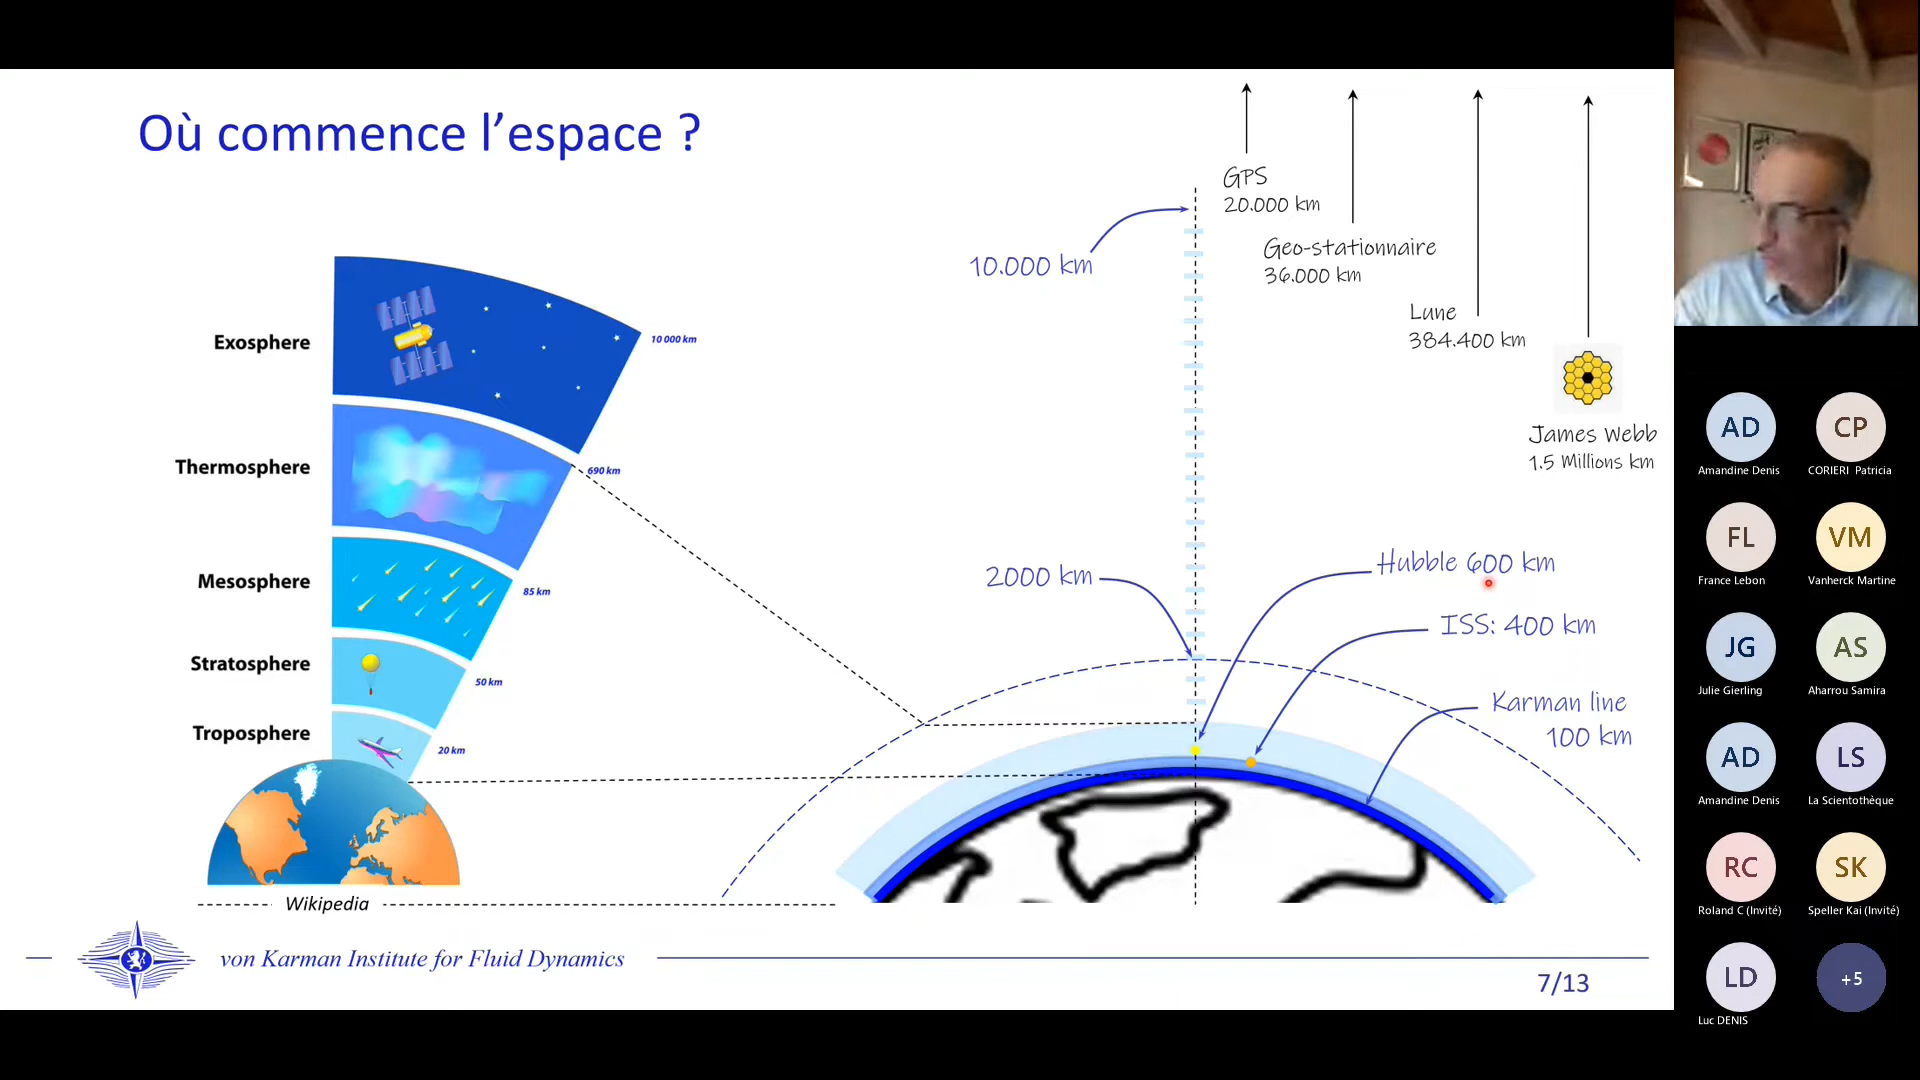 Où commence l’espace ?
Exosphere
10 000 km
Thermosphere
690 km
Mesosphere
85 km
Stratosphere
50 km
Troposphere
20 km
Wikipedia
10.000 km
2000 km
GPS
20.000 km
Geo-stationnaire
36.000 km
Lune
384.400 km
James Webb
1.5 Millions km
Hubble 600 km
ISS: 400 km
Karman line
100 km
von Karman Institute for Fluid Dynamics
7/13
AD
Amandine Denis
CP
CORIERI Patricia
FL
France Lebon
VM
Vanherck Martine
JG
Julie Gierling
AS
Aharrou Samira
AD
Amandine Denis
LS
La Scientothèque
RC
Roland C (Invité)
SK
Speller Kai (Invité)
LD
Luc DENIS
+5